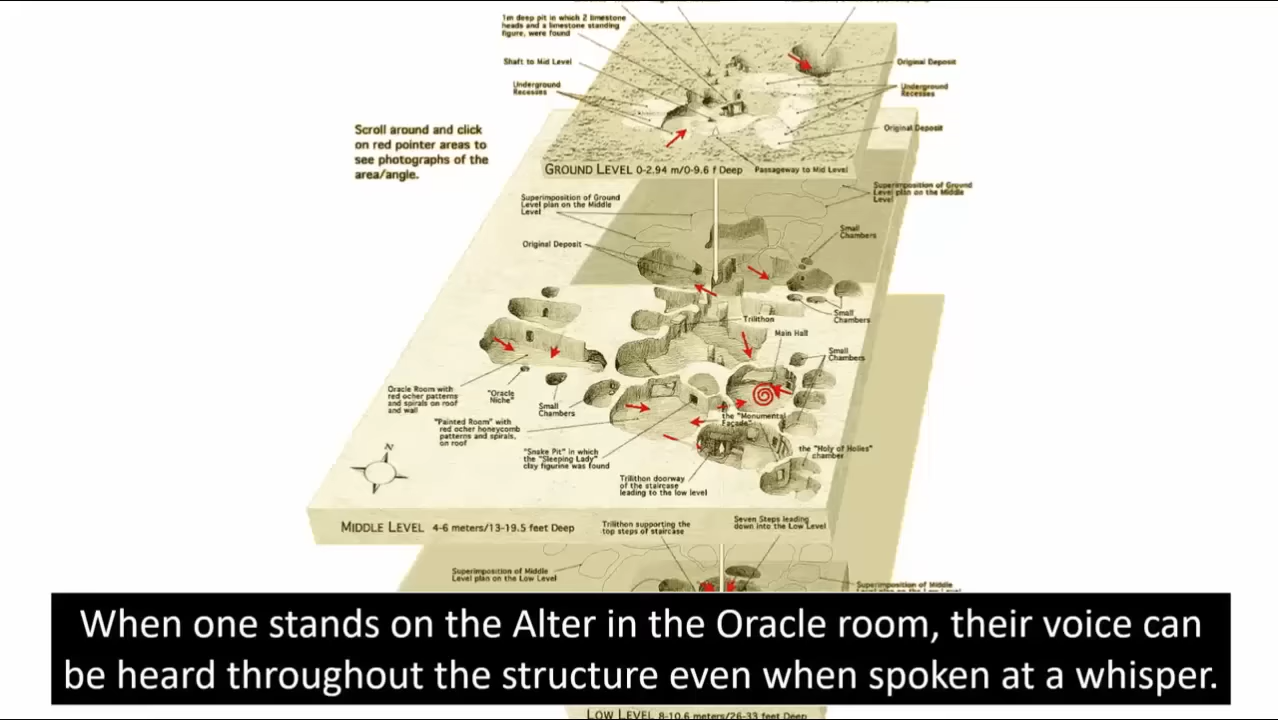 1m deep pit in which 2 limestone
heads and a limestone standing
figure, were found
Shaft to Mid Level
Underground
Recesses
Original Deposit
Underground
Recesses
Original Deposit
Scroll around and click
on red pointer areas to
see photographs of the
area/angle.
GROUND LEVEL 0-2.94 m/0-9.6 f Deep
Passageway to Mid Level
Superimposition of Ground
Level plan on the Middle
Level
Superimposition of Ground
Level plan on the Middle
Level
Original Deposit
Small
Chambers
Small
Chambers
Trilithon
Main Hall
Small
Chambers
Oracle Room with
red ocher patterns
and spirals on roof
and wall
"Oracle
Niche"
Small
Chambers
"Painted Room" with
red ocher honeycomb
patterns and spirals,
on roof
the "Monumental
Façade"
"Snake Pit" in which
the "Sleeping Lady"
clay figurine was found
the "Holy of Holies"
chamber
Trilithon doorway
of the staircase
leading to the low level
N
MIDDLE LEVEL 4-6 meters/13-19.5 feet Deep
Trilithon supporting the
top steps of staircase
Seven Steps leading
down into the Low Level
Superimposition of Middle
Level plan on the Low Level
Superimposition of Middle
When one stands on the Alter in the Oracle room, their voice can
be heard throughout the structure even when spoken at a whisper.
LOW LEVEL 8-10.6 meters/26-33 feet Deep